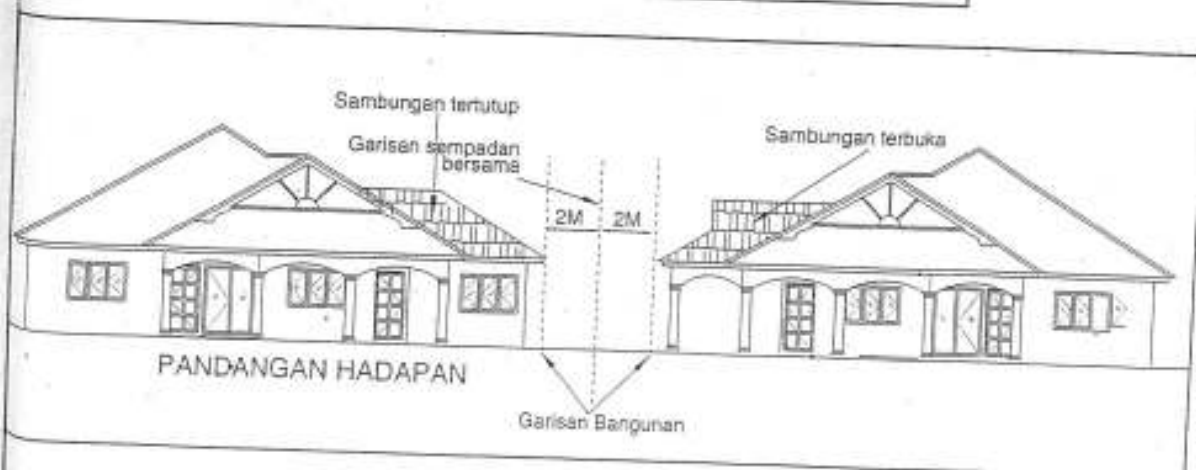 Sambungan tertutup
Garisan sempadan
bersama
Sambungan terbuka
2M 2M
PANDANGAN HADAPAN
Garisan Bangunan